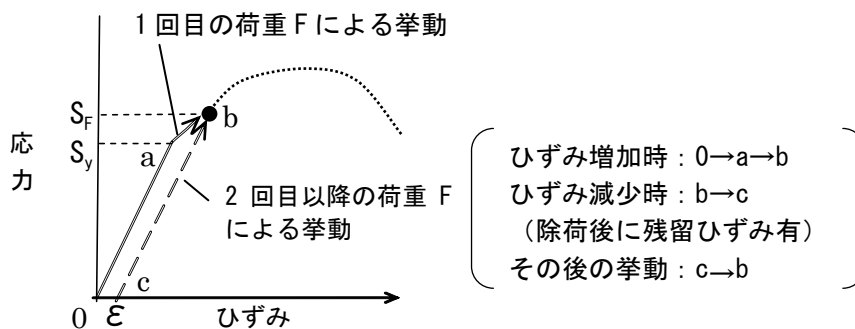 1回目の荷重Fによる挙動
S_F
b
応力
S_y
a
2回目以降の荷重 F
による挙動
c
0
ε
ひずみ
ひずみ増加時：0→a→b
ひずみ減少時：b→c
（除荷後に残留ひずみ有）
その後の挙動：c→b